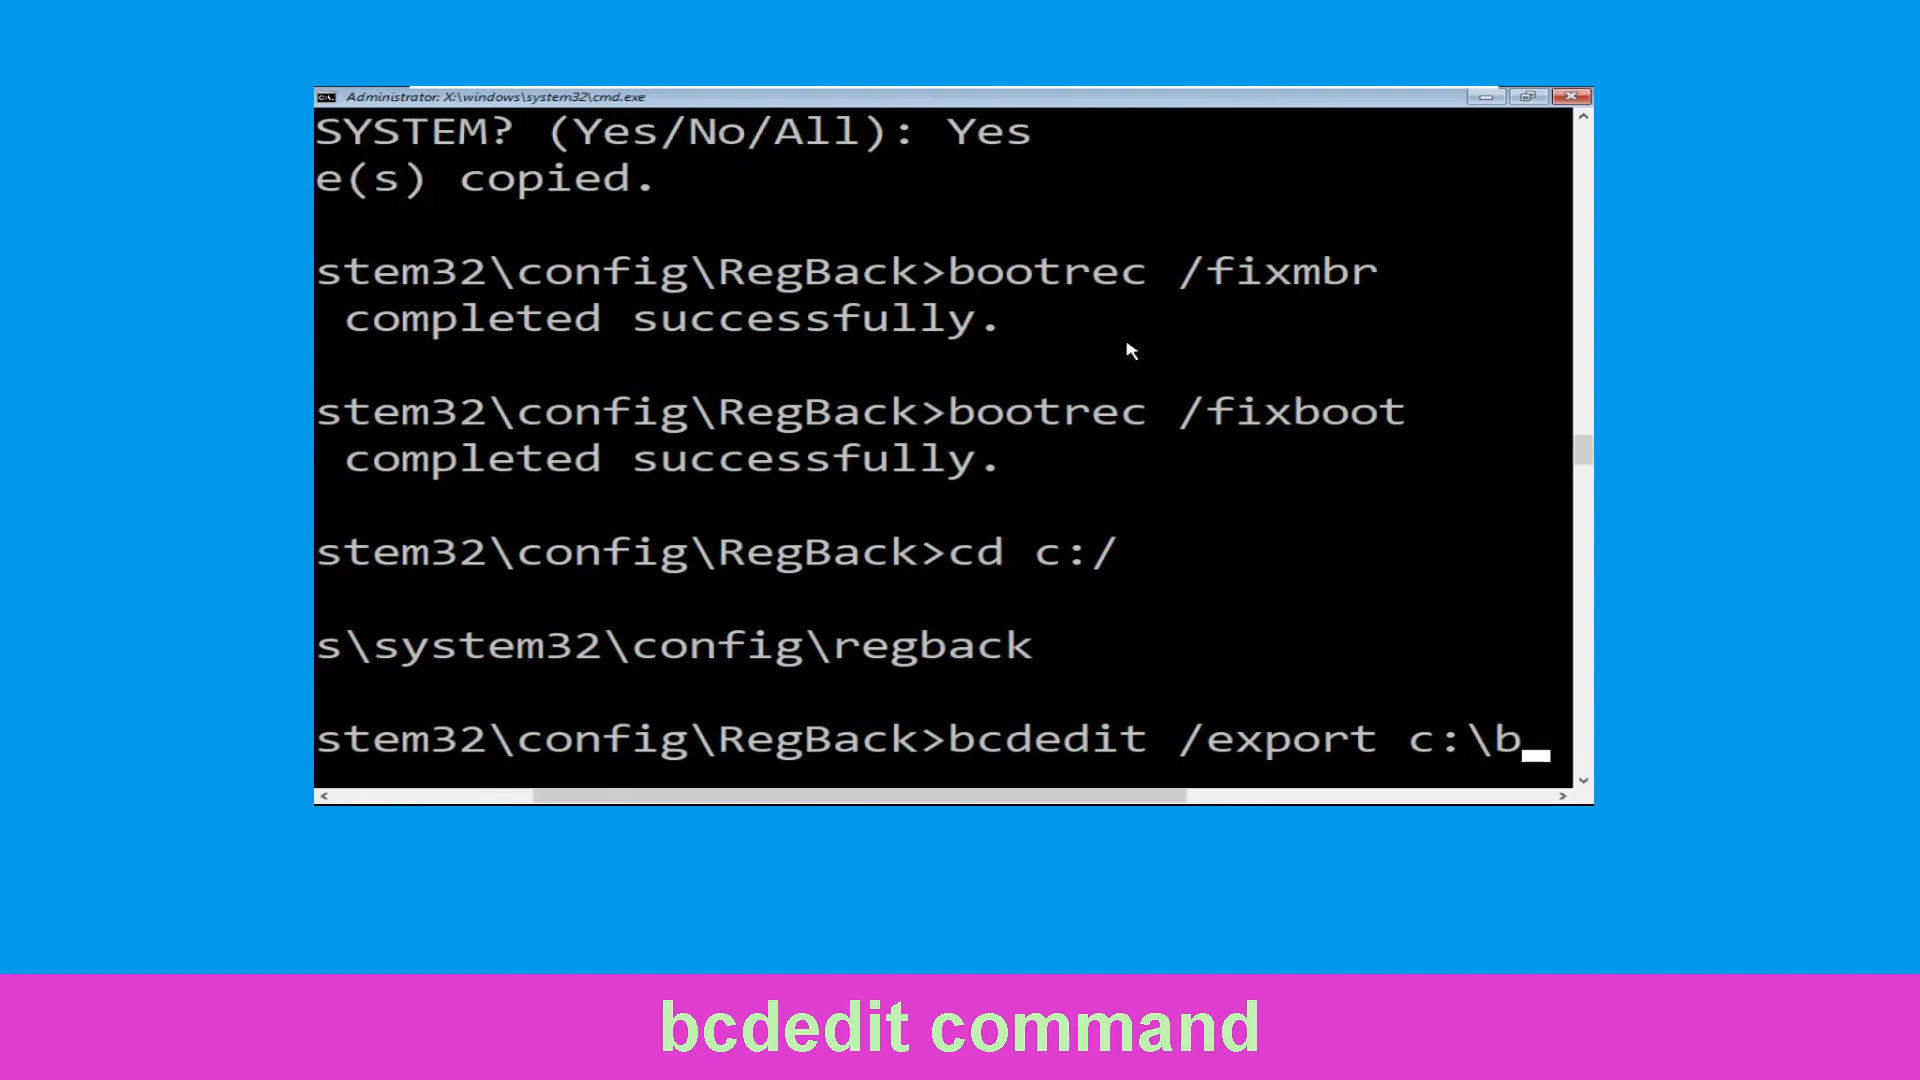 Administrator: X:\windows\system32\cmd.exe
SYSTEM? (Yes/No/All): Yes
e(s) copied.
stem32\config\RegBack>bootrec /fixmbr
completed successfully.
stem32\config\RegBack>bootrec /fixboot
completed successfully.
stem32\config\RegBack>cd c:/
s\system32\config\regback
stem32\config\RegBack>bcdedit /export c:\b
bcdedit command